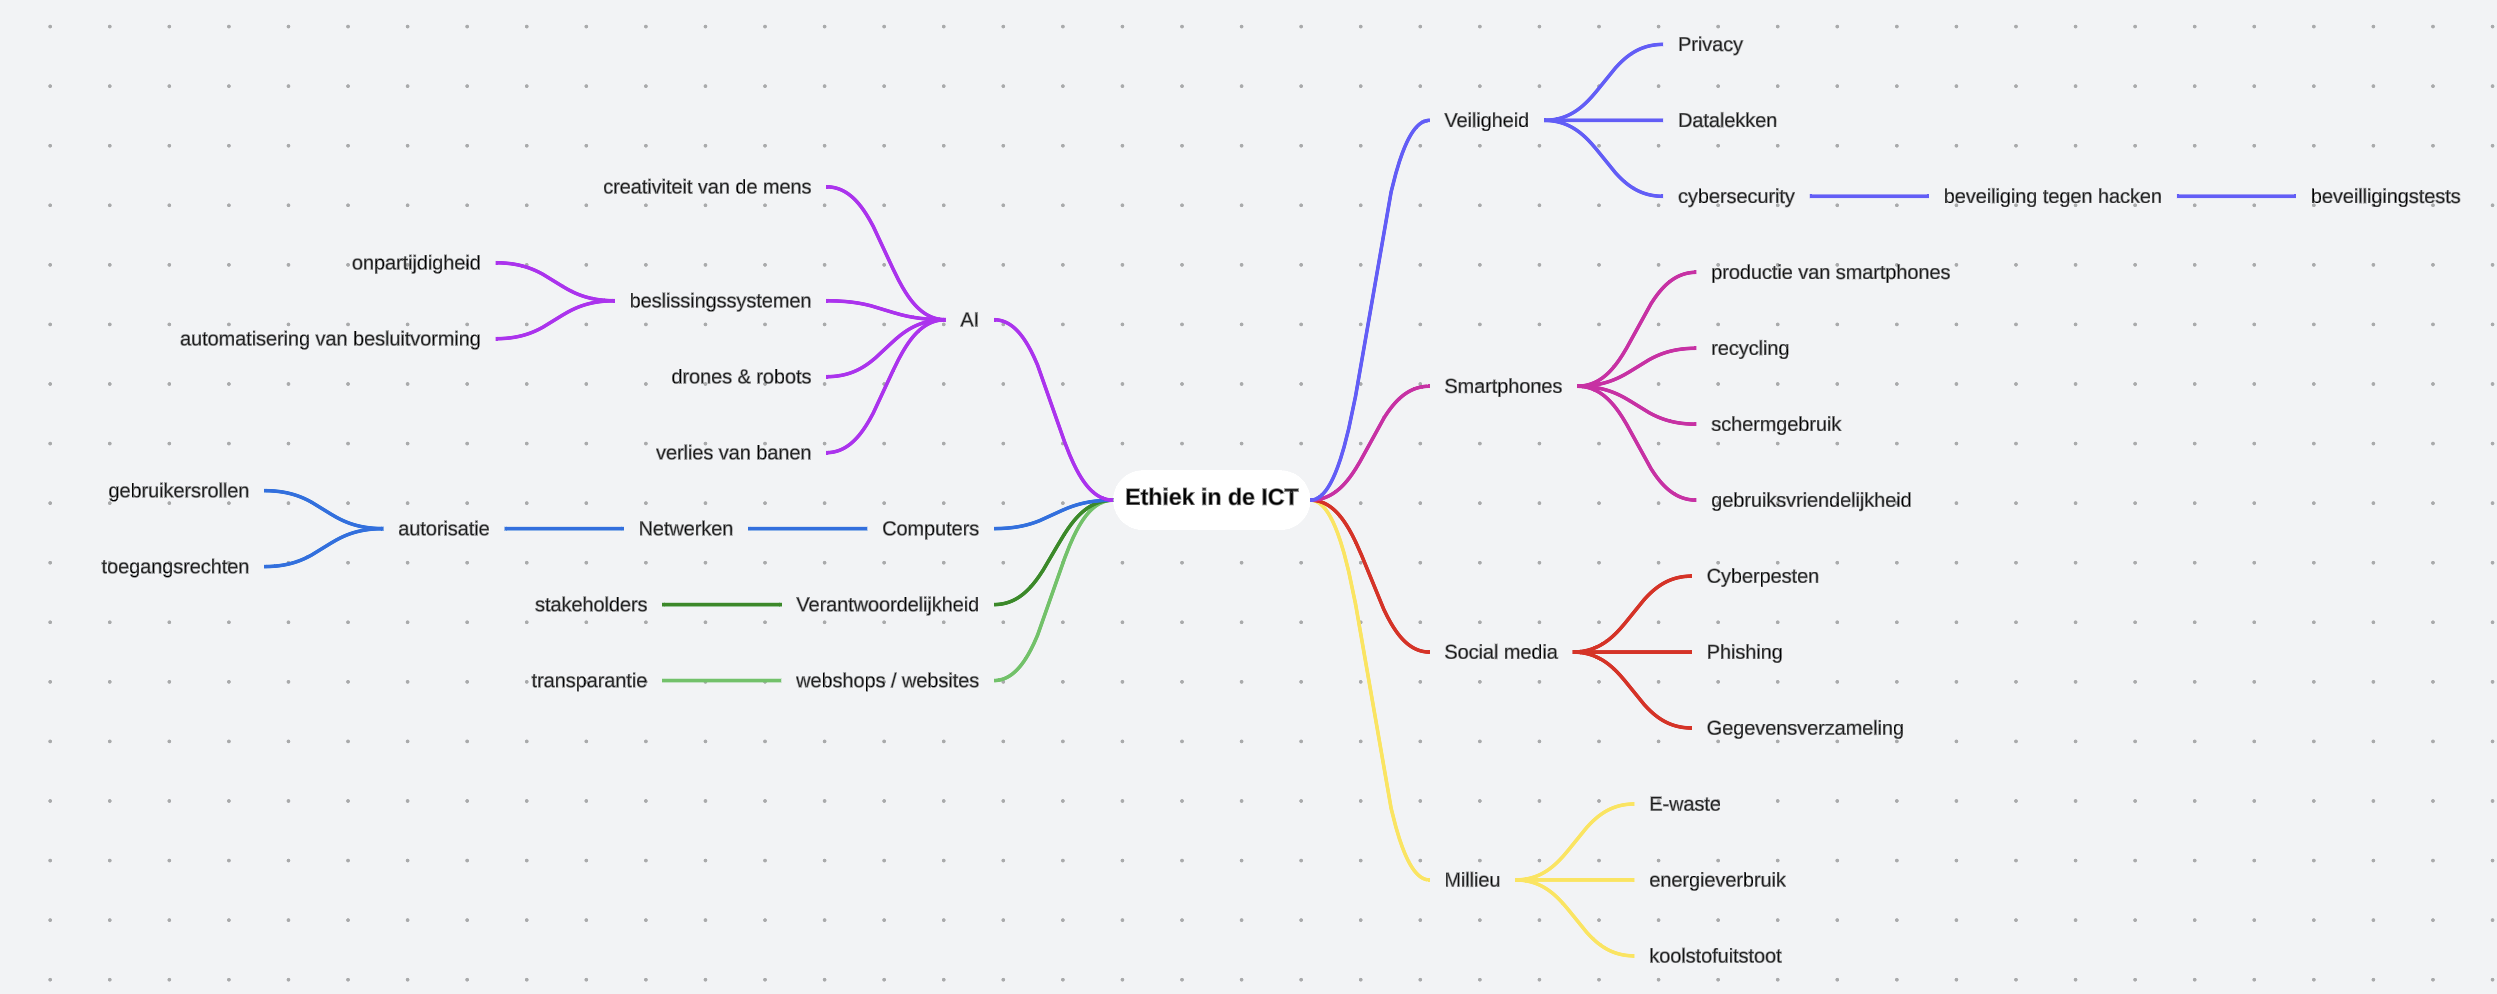 Ethiek in de ICT
Veiligheid
Privacy
Datalekken
cybersecurity
beveiliging tegen hacken
beveilligingstests
Smartphones
productie van smartphones
recycling
schermgebruik
gebruiksvriendelijkheid
Social media
Cyberpesten
Phishing
Gegevensverzameling
Millieu
E-waste
energieverbruik
koolstofuitstoot
AI
creativiteit van de mens
beslissingssystemen
onpartijdigheid
automatisering van besluitvorming
drones & robots
verlies van banen
Computers
Netwerken
autorisatie
gebruikersrollen
toegangsrechten
Verantwoordelijkheid
stakeholders
webshops / websites
transparantie